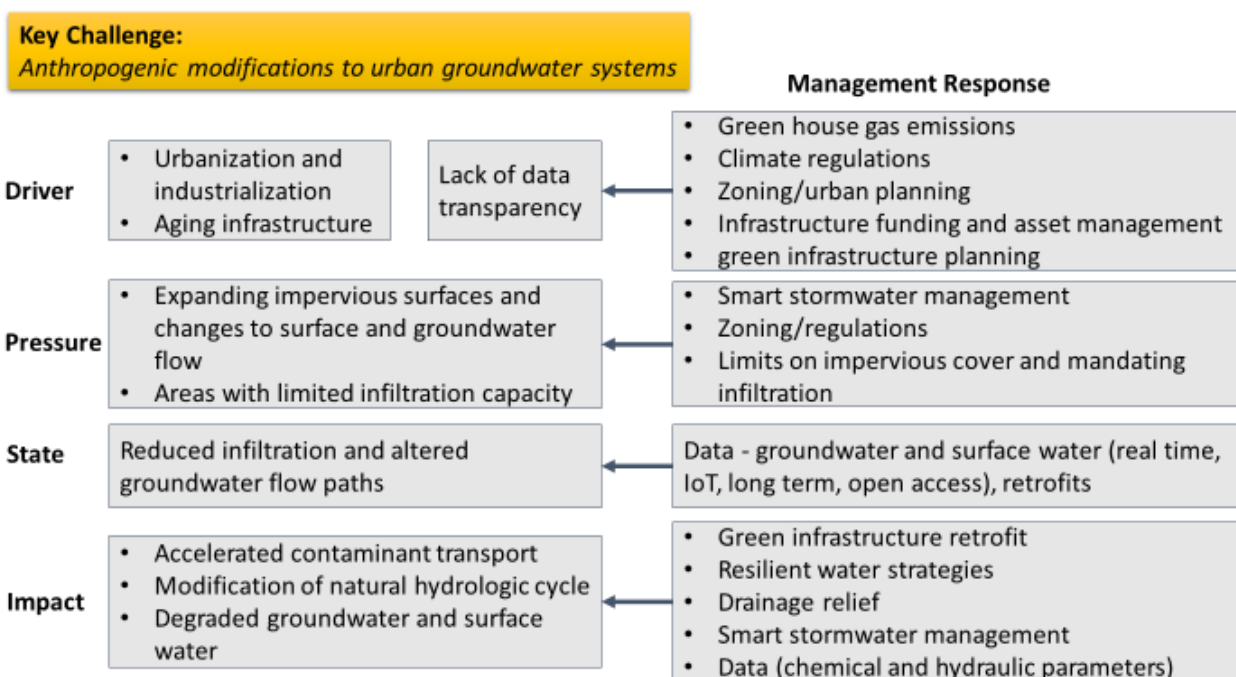 Key Challenge:
Anthropogenic modifications to urban groundwater systems
Management Response
Driver
• Urbanization and
industrialization
• Aging infrastructure
Lack of data
transparency
• Green house gas emissions
• Climate regulations
• Zoning/urban planning
• Infrastructure funding and asset management
• green infrastructure planning
Pressure
• Expanding impervious surfaces and
changes to surface and groundwater
flow
• Areas with limited infiltration capacity
• Smart stormwater management
• Zoning/regulations
• Limits on impervious cover and mandating
infiltration
State
Reduced infiltration and altered
groundwater flow paths
Data - groundwater and surface water (real time,
IoT, long term, open access), retrofits
Impact
• Accelerated contaminant transport
• Modification of natural hydrologic cycle
• Degraded groundwater and surface
water
• Green infrastructure retrofit
• Resilient water strategies
• Drainage relief
• Smart stormwater management
• Data (chemical and hydraulic parameters)